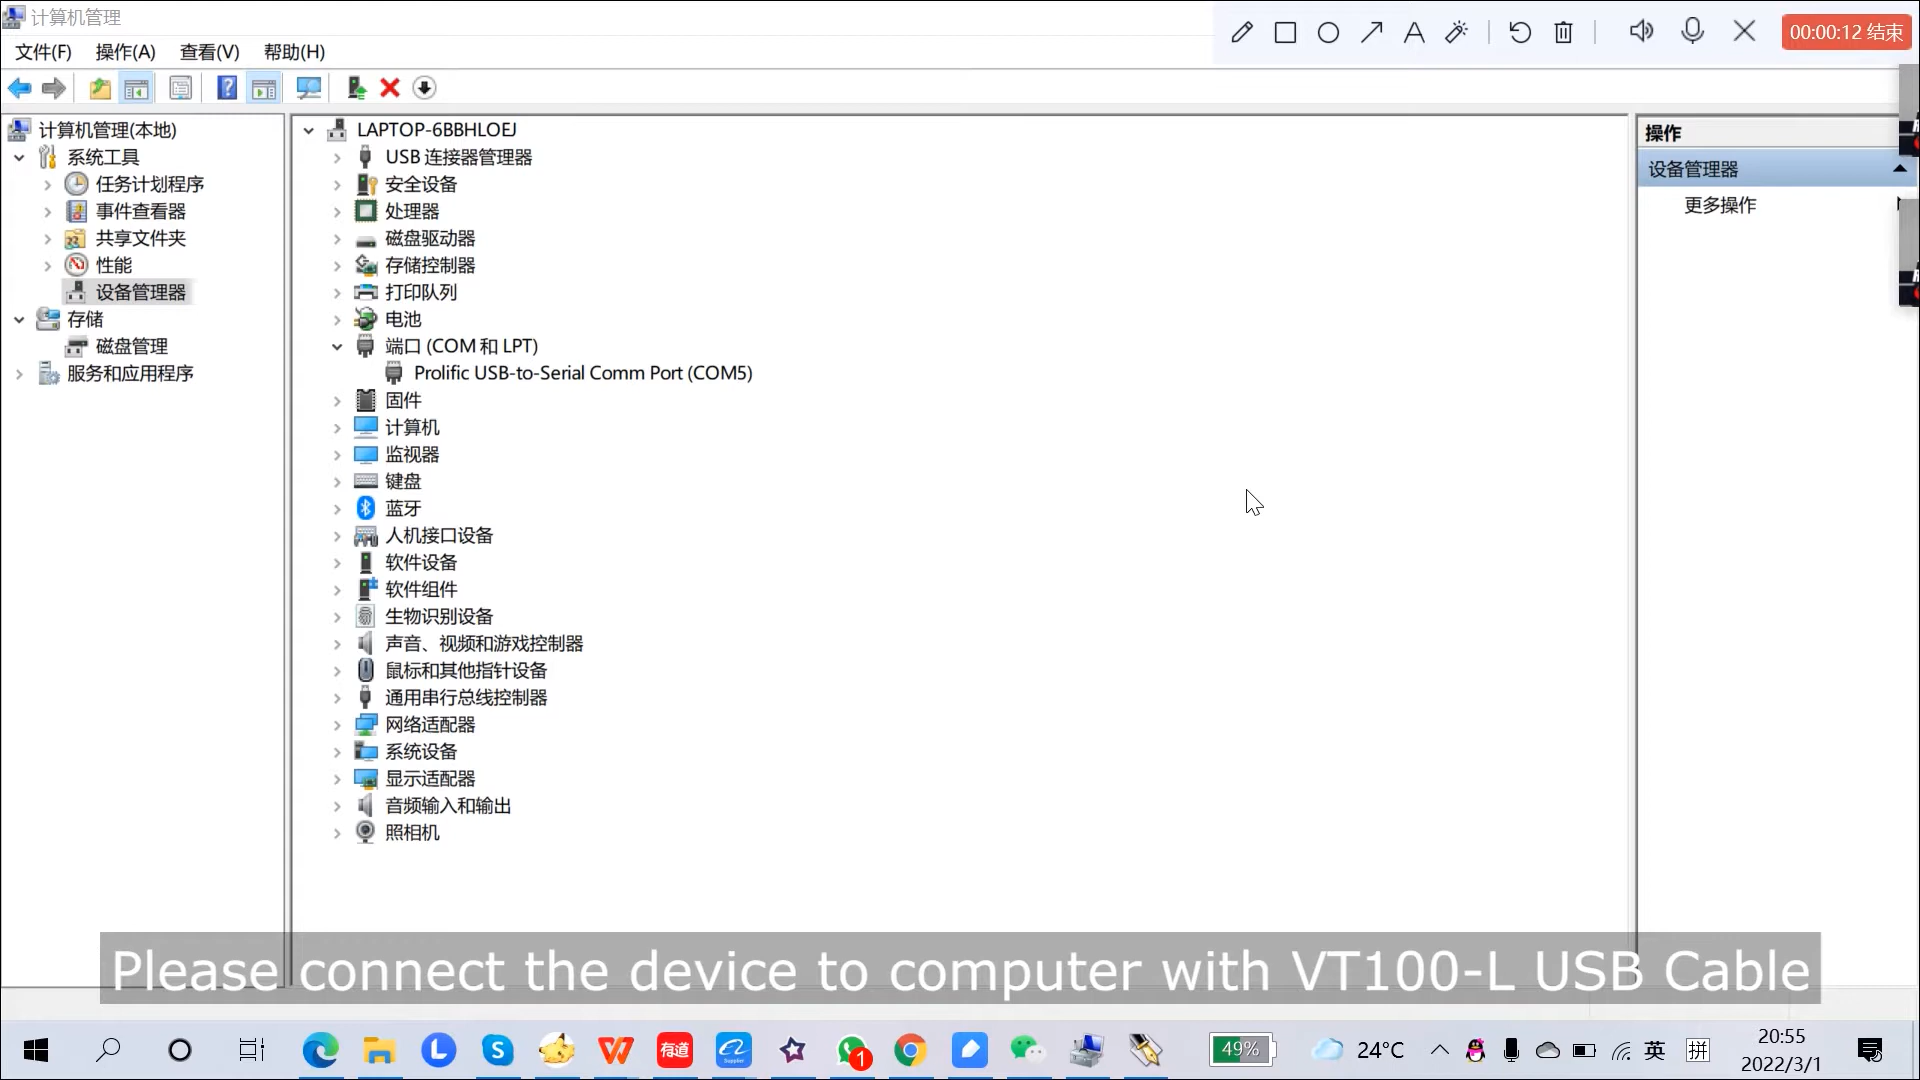 计算机管理
文件(F) 操作(A) 查看(V) 帮助(H)
00:00:12 结束
计算机管理(本地)
系统工具
任务计划程序
事件查看器
共享文件夹
性能
设备管理器
存储
磁盘管理
服务和应用程序
LAPTOP-6BBHLOEJ
USB 连接器管理器
安全设备
处理器
磁盘驱动器
存储控制器
打印队列
电池
端口 (COM 和 LPT)
Prolific USB-to-Serial Comm Port (COM5)
固件
计算机
监视器
键盘
蓝牙
人机接口设备
软件设备
软件组件
生物识别设备
声音、视频和游戏控制器
鼠标和其他指针设备
通用串行总线控制器
网络适配器
系统设备
显示适配器
音频输入和输出
照相机
操作
设备管理器
更多操作
Please connect the device to computer with VT100-L USB Cable
有道
1
49%
24°C
英
拼
20:55
2022/3/1